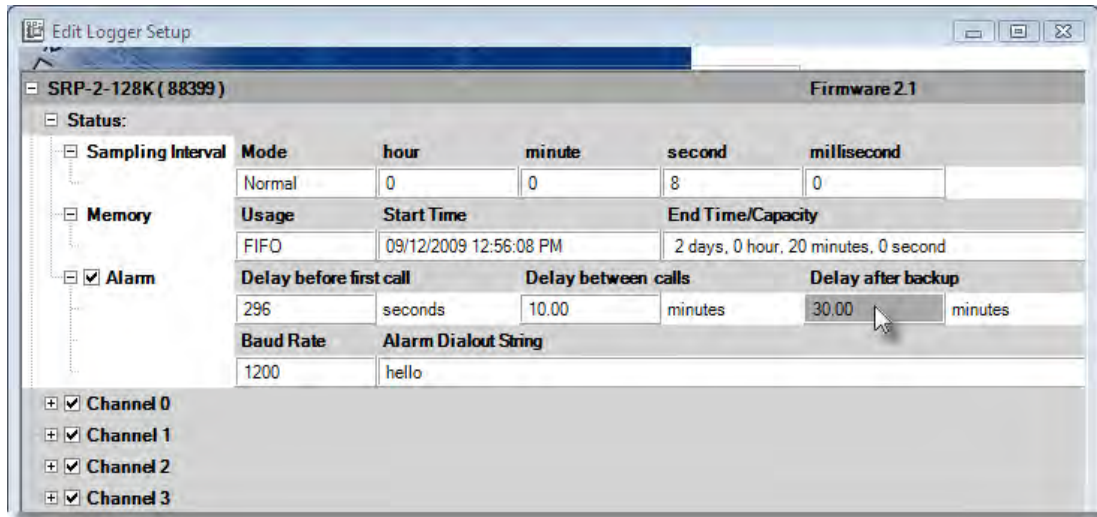 Edit Logger Setup
SRP-2-128K ( 88399 ) Firmware 2.1
Status:
Sampling Interval Mode hour minute second millisecond
Normal 0 0 8 0
Memory Usage Start Time End Time/Capacity
FIFO 09/12/2009 12:56:08 PM 2 days, 0 hour, 20 minutes, 0 second
Alarm Delay before first call Delay between calls Delay after backup
296 seconds 10.00 minutes 30.00 minutes
Baud Rate Alarm Dialout String
1200 hello
Channel 0
Channel 1
Channel 2
Channel 3